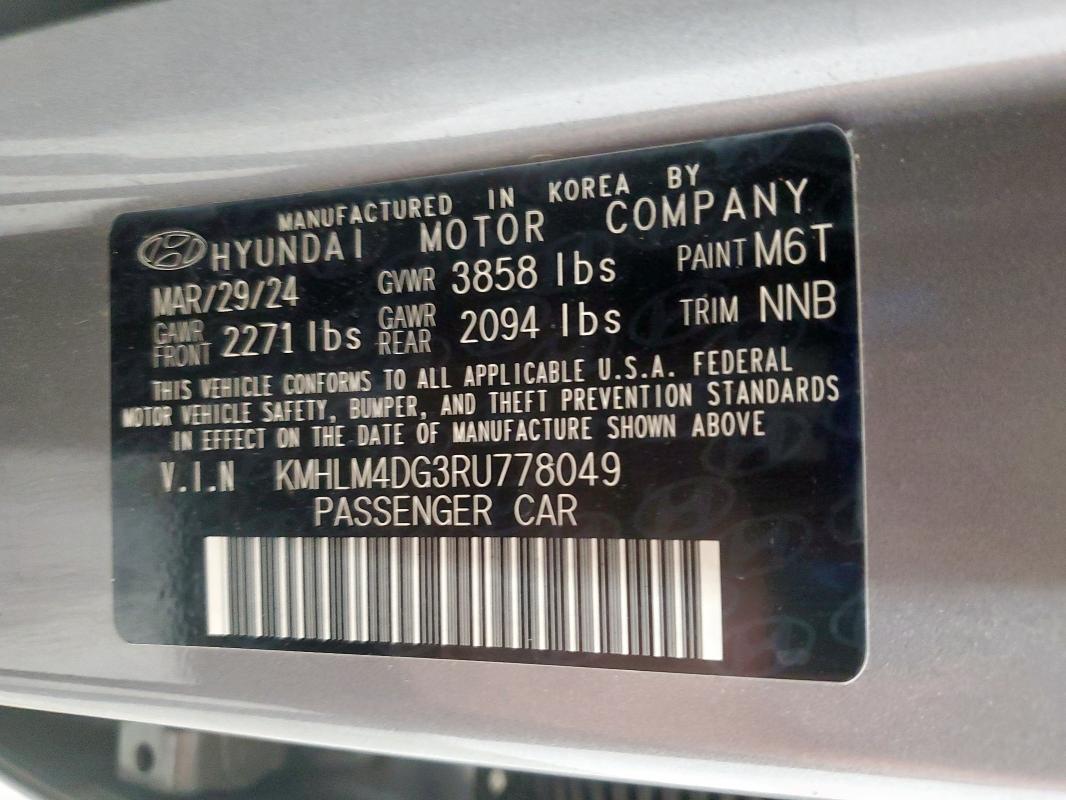 MANUFACTURED IN KOREA BY
HYUNDAI MOTOR COMPANY
MAR/29/24 GVWR 3858 lbs PAINT M6T
GAWR FRONT 2271 lbs GAWR REAR 2094 lbs TRIM NNB
THIS VEHICLE CONFORMS TO ALL APPLICABLE U.S.A. FEDERAL
MOTOR VEHICLE SAFETY, BUMPER, AND THEFT PREVENTION STANDARDS
IN EFFECT ON THE DATE OF MANUFACTURE SHOWN ABOVE
V.I.N KMHLM4DG3RU778049
PASSENGER CAR